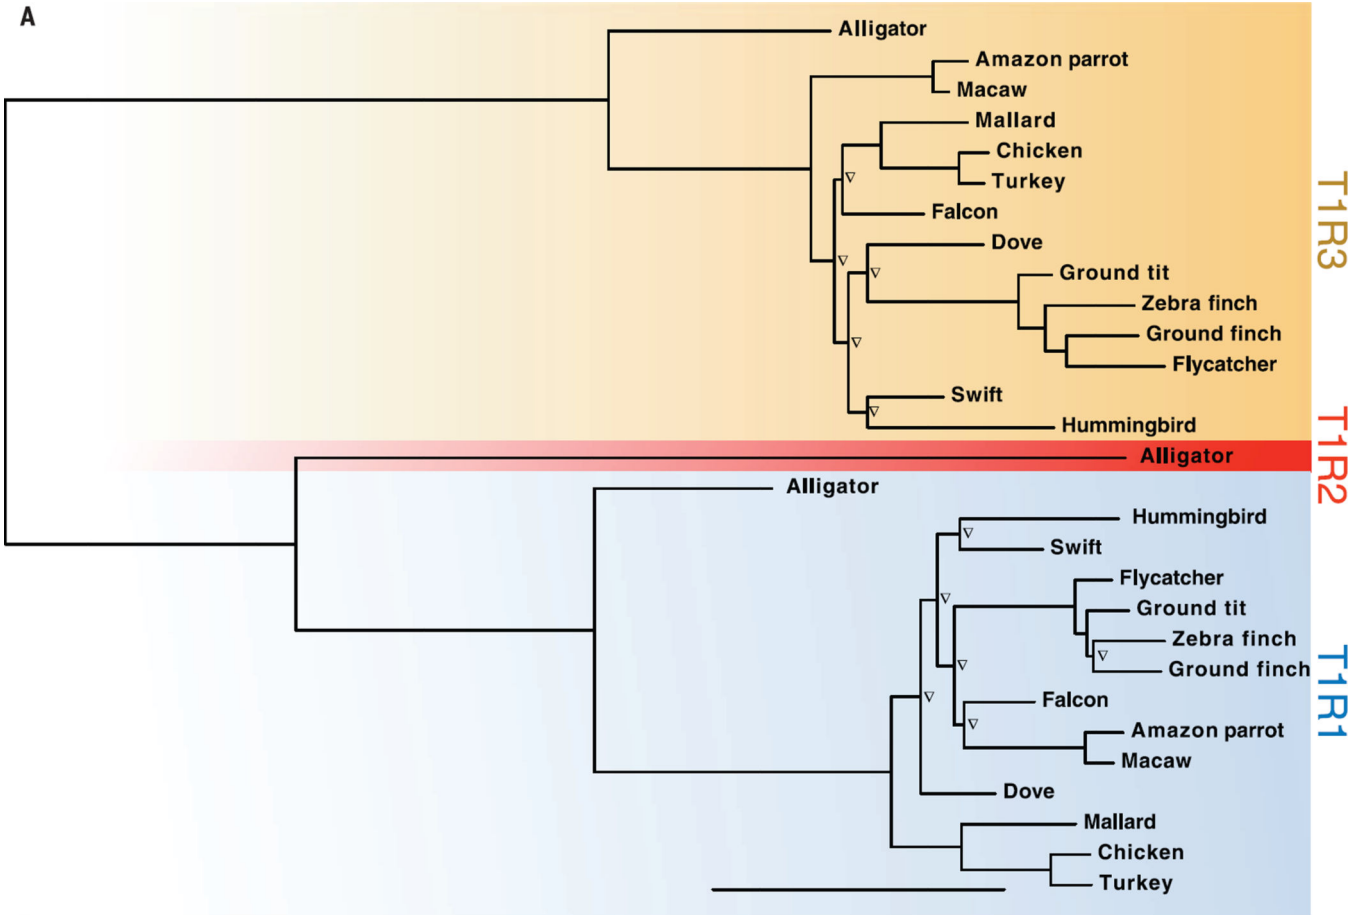 A
Alligator
Amazon parrot
Macaw
Mallard
Chicken
Turkey
Falcon
Dove
Ground tit
Zebra finch
Ground finch
Flycatcher
Swift
Hummingbird
T1R3
Alligator
T1R2
Alligator
Hummingbird
Swift
Flycatcher
Ground tit
Zebra finch
Ground finch
Falcon
Amazon parrot
Macaw
Dove
Mallard
Chicken
Turkey
T1R1